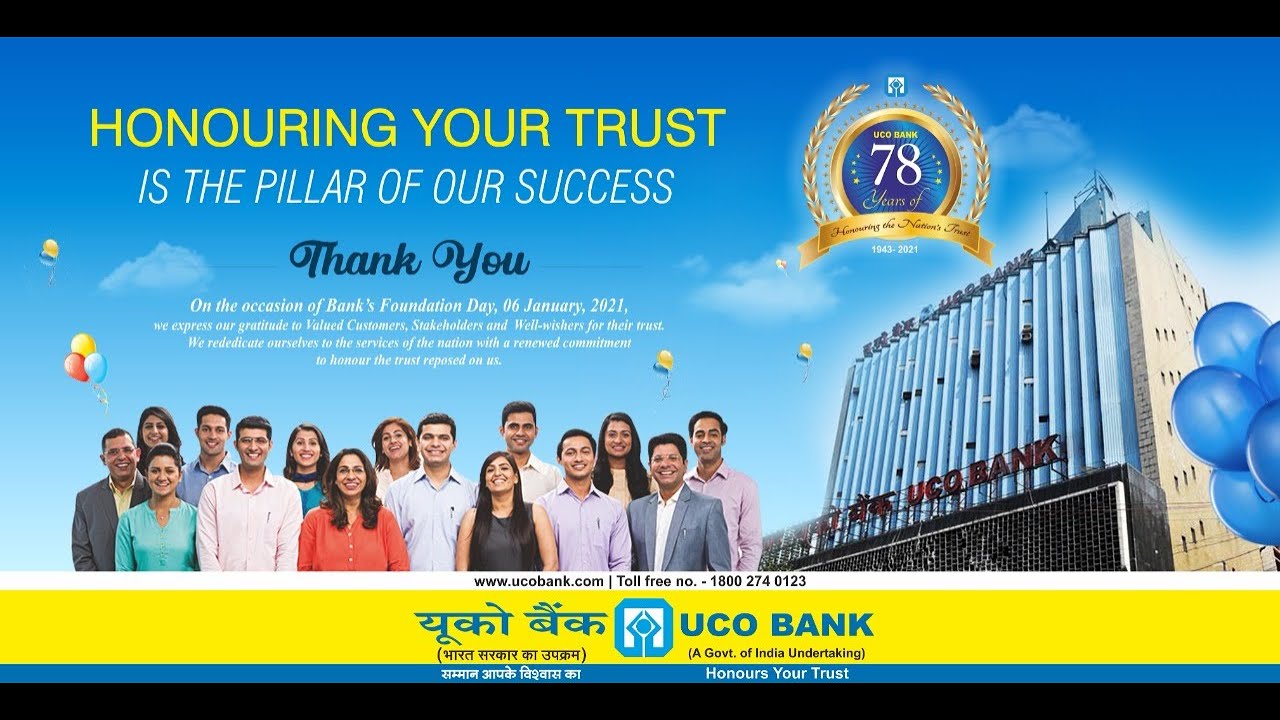 HONOURING YOUR TRUST
IS THE PILLAR OF OUR SUCCESS
Thank You
On the occasion of Bank's Foundation Day, 06 January, 2021,
we express our gratitude to Valued Customers, Stakeholders and Well-wishers for their trust.
We rededicate ourselves to the services of the nation with a renewed commitment
to honour the trust reposed on us.
UCO BANK
78
Years of
Honouring the Nation's Trust
1943- 2021
UCO BANK
बैंक UCO BANK
www.ucobank.com | Toll free no. - 1800 274 0123
यूको बैंक UCO BANK
(भारत सरकार का उपक्रम) (A Govt. of India Undertaking)
सम्मान आपके विश्वास का Honours Your Trust